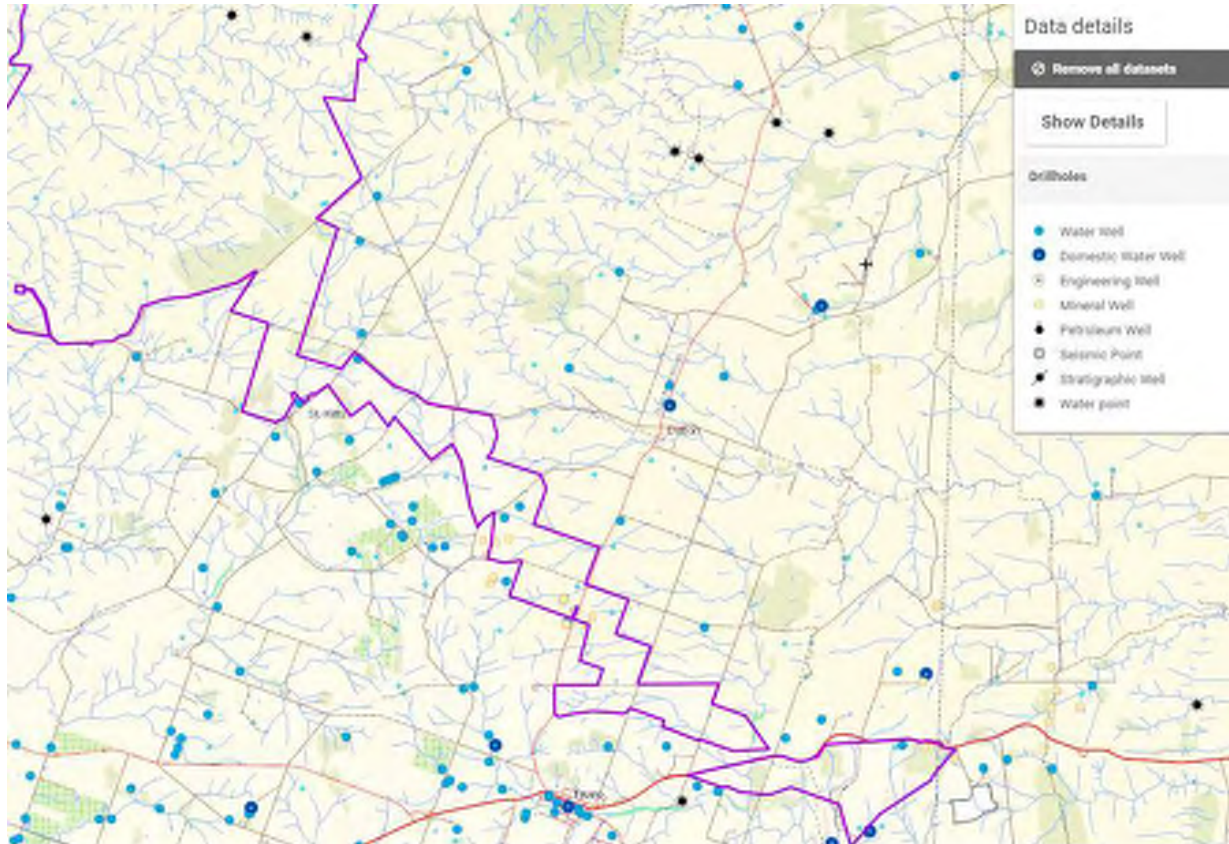 Data details
Remove all datasets
Show Details
Drillholes
Water Well
Domestic Water Well
Engineering Well
Mineral Well
Petroleum Well
Seismic Point
Stratigraphic Well
Water point